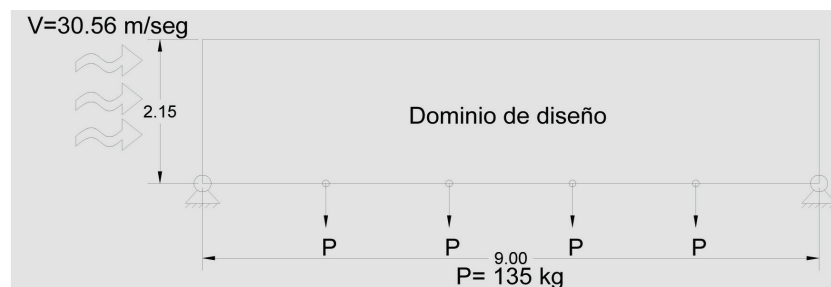 V=30.56 m/seg
2.15
Dominio de diseño
P P P P
9.00
P= 135 kg